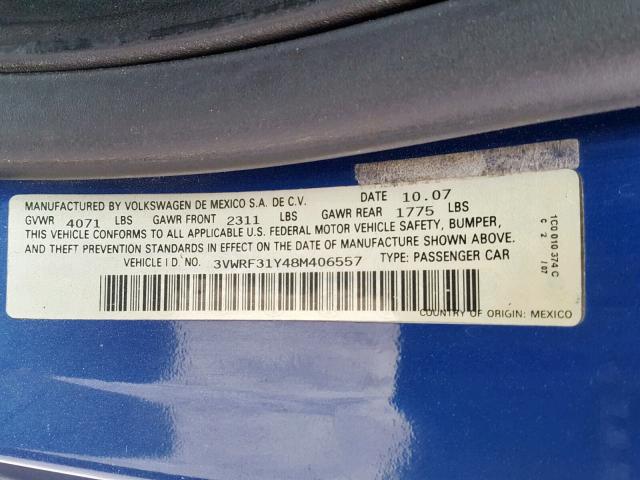 MANUFACTURED BY VOLKSWAGEN DE MEXICO S.A. DE C.V. DATE 10.07
GVWR 4071 LBS GAWR FRONT 2311 LBS GAWR REAR 1775 LBS
THIS VEHICLE CONFORMS TO ALL APPLICABLE U.S. FEDERAL MOTOR VEHICLE SAFETY, BUMPER,
AND THEFT PREVENTION STANDARDS IN EFFECT ON THE DATE OF MANUFACTURE SHOWN ABOVE.
VEHICLE I D NO. 3VWRF31Y48M406557 TYPE: PASSENGER CAR
COUNTRY OF ORIGIN: MEXICO
1C0 010 374 C
C 2 /07